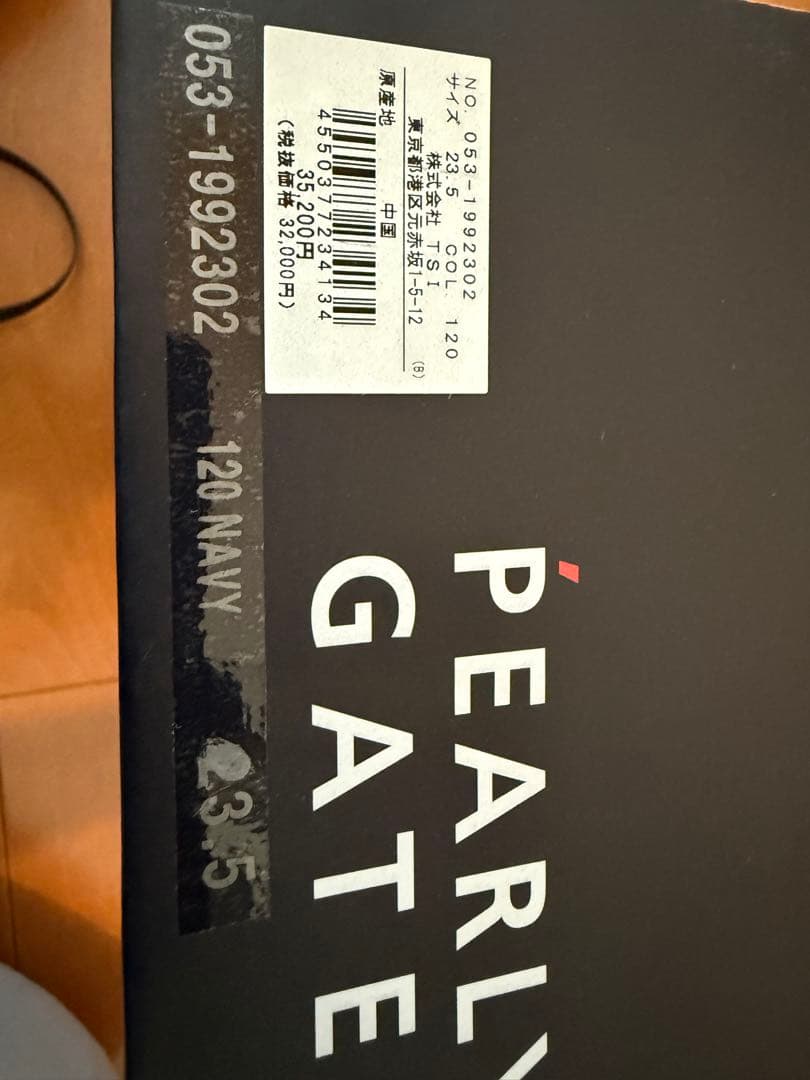 NO. 053-1992302
サイズ 23.5 COL. 120
株式会社 TSI
東京都港区元赤坂1-5-12 (B)
原産地 中国
4550377234134
35,200円
(税抜価格 32,000円)
053-1992302 120 NAVY 23.5
PEARLY
GATE